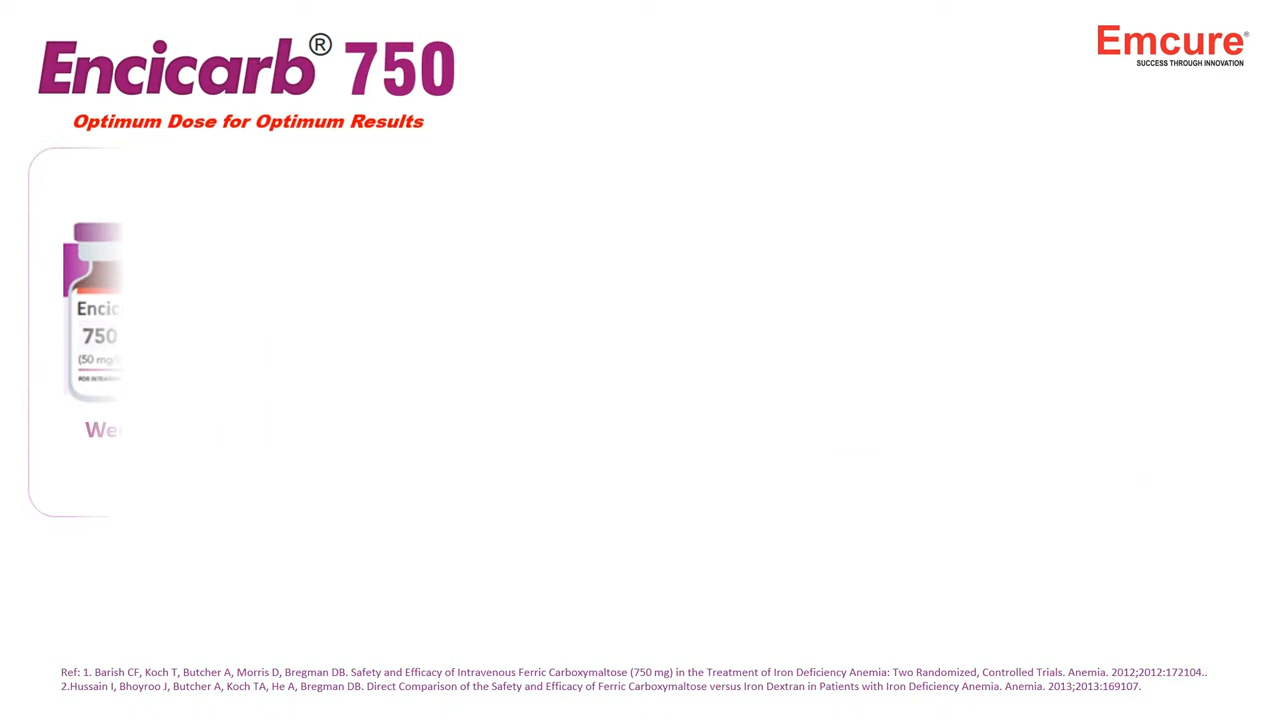 Encicarb® 750
Optimum Dose for Optimum Results
Emcure®
SUCCESS THROUGH INNOVATION
750
(50 mg/
Ref: 1. Barish CF, Koch T, Butcher A, Morris D, Bregman DB. Safety and Efficacy of Intravenous Ferric Carboxymaltose (750 mg) in the Treatment of Iron Deficiency Anemia: Two Randomized, Controlled Trials. Anemia. 2012;2012:172104..
2.Hussain I, Bhoyroo J, Butcher A, Koch TA, He A, Bregman DB. Direct Comparison of the Safety and Efficacy of Ferric Carboxymaltose versus Iron Dextran in Patients with Iron Deficiency Anemia. Anemia. 2013;2013:169107.